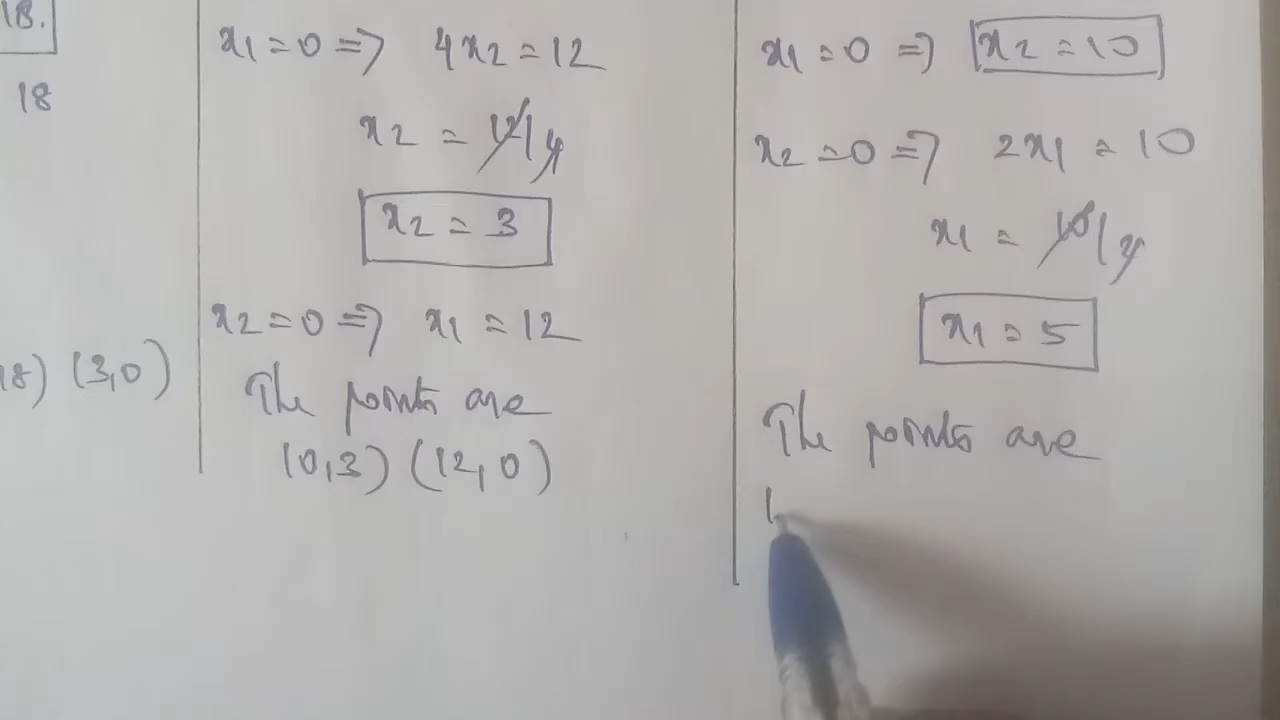 18.
18
18) (3,0)
x1 = 0 => 4x2 = 12
x2 = 12/4
x2 = 3
x2 = 0 => x1 = 12
The points are
(0,3) (12,0)
x1 = 0 => x2 = 10
x2 = 0 => 2x1 = 10
x1 = 10/2
x1 = 5
The points are
(